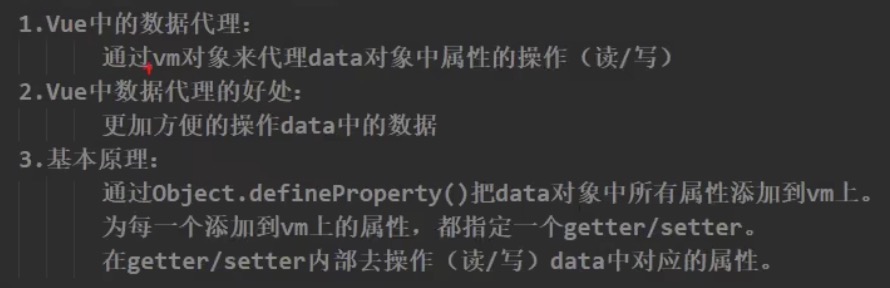 1.Vue中的数据代理：
通过vm对象来代理data对象中属性的操作（读/写）
2.Vue中数据代理的好处：
更加方便的操作data中的数据
3.基本原理：
通过Object.defineProperty()把data对象中所有属性添加到vm上。
为每一个添加到vm上的属性，都指定一个getter/setter。
在getter/setter内部去操作（读/写）data中对应的属性。